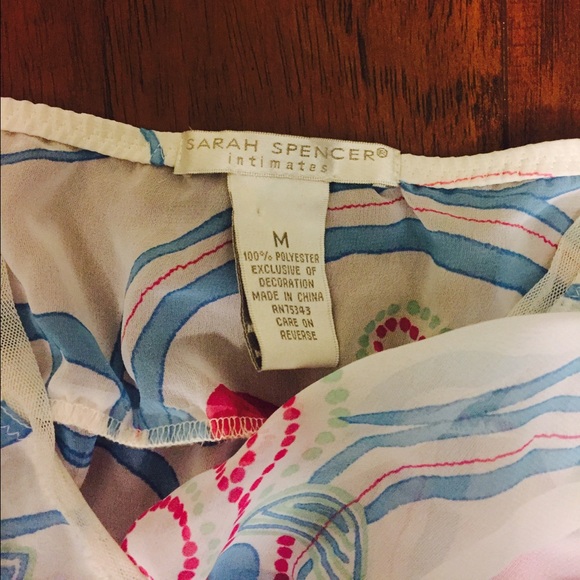 SARAH SPENCER®
intimates
M
100% POLYESTER
EXCLUSIVE OF
DECORATION
MADE IN CHINA
RN75343
CARE ON
REVERSE